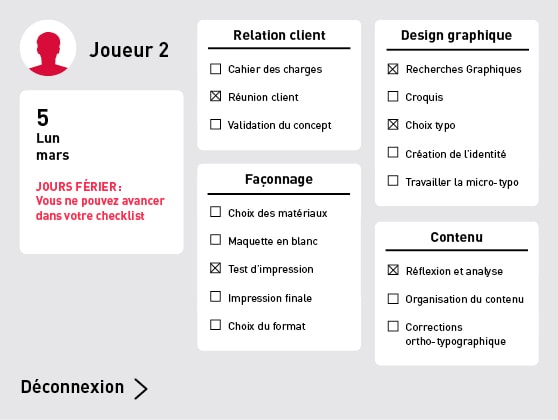 Joueur 2
5
Lun
mars
JOURS FÉRIER :
Vous ne pouvez avancer
dans votre checklist
Relation client
Cahier des charges
Réunion client
Validation du concept
Façonnage
Choix des matériaux
Maquette en blanc
Test d'impression
Impression finale
Choix du format
Design graphique
Recherches Graphiques
Croquis
Choix typo
Création de l'identité
Travailler la micro-typo
Contenu
Réflexion et analyse
Organisation du contenu
Corrections
ortho-typographique
Déconnexion